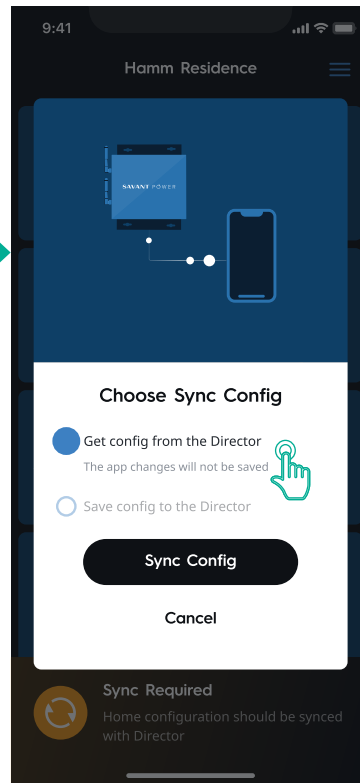 9:41
Hamm Residence
SAVANT POWER
Choose Sync Config
Get config from the Director
The app changes will not be saved
Save config to the Director
Sync Config
Cancel
Sync Required
Home configuration should be synced
with Director